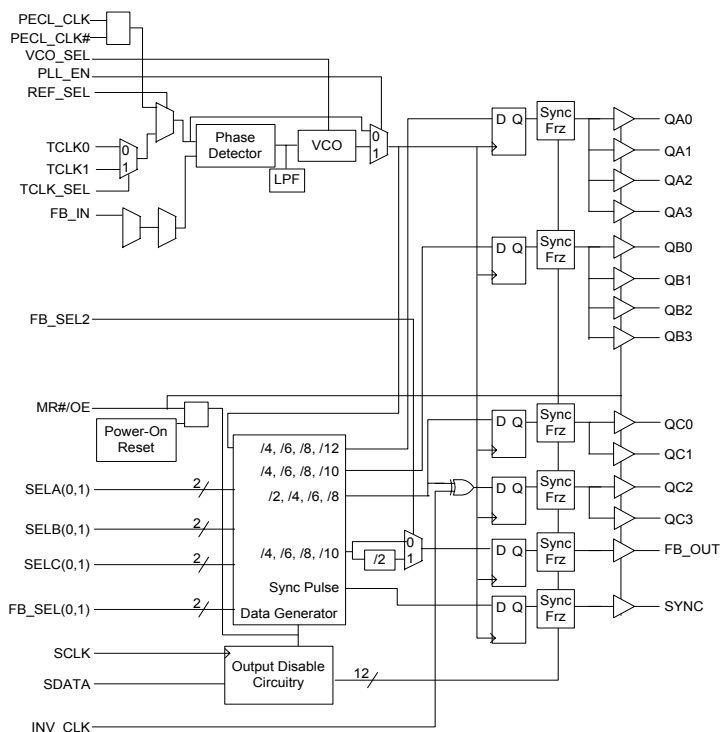 PECL_CLK
PECL_CLK#
VCO_SEL
PLL_EN
REF_SEL
TCLK0
TCLK1
TCLK_SEL
FB_IN
0
1
Phase
Detector
LPF
VCO
0
1
D Q
Sync
Frz
QA0
QA1
QA2
QA3
D Q
Sync
Frz
QB0
QB1
QB2
QB3
FB_SEL2
MR#/OE
Power-On
Reset
SELA(0,1)
2
SELB(0,1)
2
SELC(0,1)
2
FB_SEL(0,1)
2
/4, /6, /8, /12
/4, /6, /8, /10
/2, /4, /6, /8
/4, /6, /8, /10
/2
0
1
Sync Pulse
Data Generator
D Q
Sync
Frz
QC0
QC1
D Q
Sync
Frz
QC2
QC3
D Q
Sync
Frz
FB_OUT
D Q
Sync
Frz
SYNC
SCLK
SDATA
Output Disable
Circuitry
12
INV_CLK